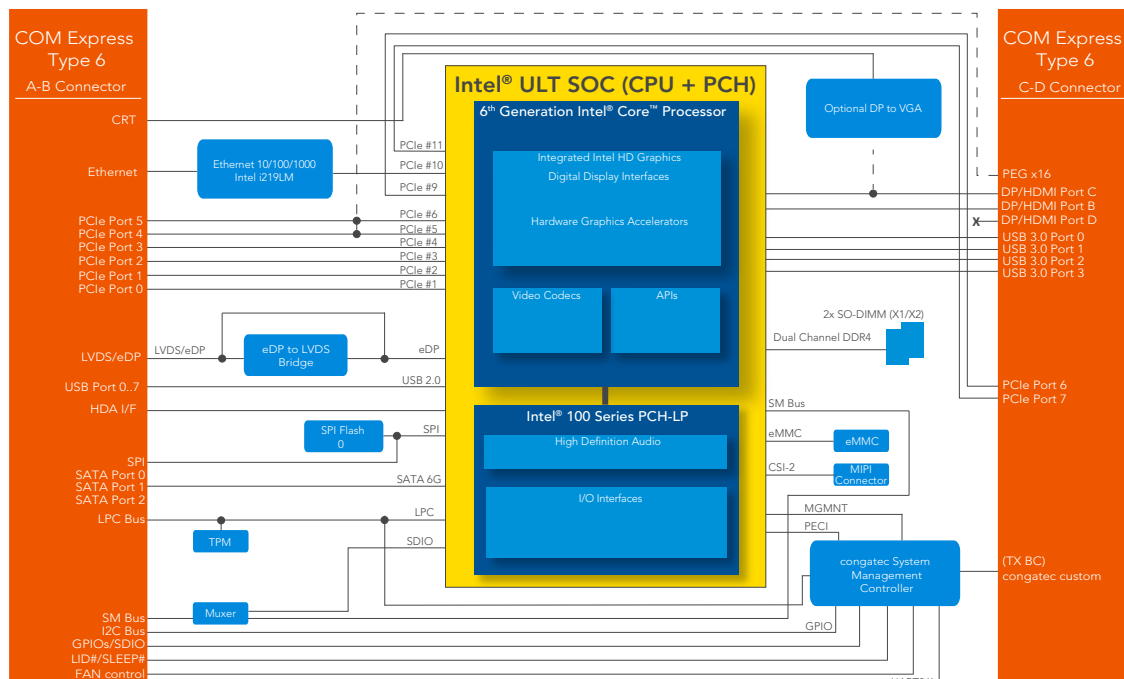 COM Express
Type 6
A-B Connector
CRT
Ethernet
PCIe Port 5
PCIe Port 4
PCIe Port 3
PCIe Port 2
PCIe Port 1
PCIe Port 0
LVDS/eDP
USB Port 0..7
HDA I/F
SPI
SATA Port 0
SATA Port 1
SATA Port 2
LPC Bus
SM Bus
I2C Bus
GPIOs/SDIO
LID#/SLEEP#
FAN control
Ethernet 10/100/1000
Intel i219LM
LVDS/eDP
eDP to LVDS
Bridge
SPI Flash
0
TPM
Muxer
PCIe #11
PCIe #10
PCIe #9
PCIe #6
PCIe #5
PCIe #4
PCIe #3
PCIe #2
PCIe #1
eDP
USB 2.0
SPI
SATA 6G
LPC
SDIO
Intel® ULT SOC (CPU + PCH)
6th Generation Intel® Core™ Processor
Integrated Intel HD Graphics
Digital Display Interfaces
Hardware Graphics Accelerators
Video Codecs
APIs
Intel® 100 Series PCH-LP
High Definition Audio
I/O Interfaces
Optional DP to VGA
2x SO-DIMM (X1/X2)
Dual Channel DDR4
SM Bus
eMMC
eMMC
CSI-2
MIPI
Connector
MGMNT
PECI
congatec System
Management
Controller
GPIO
COM Express
Type 6
C-D Connector
PEG x16
DP/HDMI Port C
DP/HDMI Port B
X
DP/HDMI Port D
USB 3.0 Port 0
USB 3.0 Port 1
USB 3.0 Port 2
USB 3.0 Port 3
PCIe Port 6
PCIe Port 7
(TX BC)
congatec custom